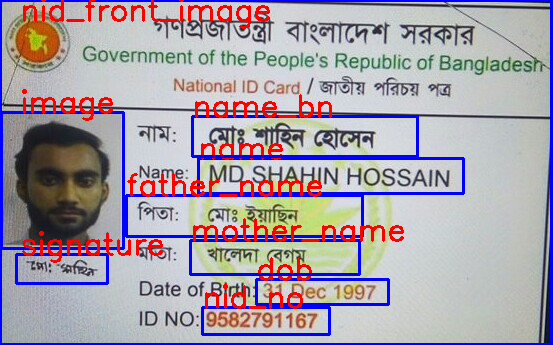 nid_front_image
গণপ্রজাতন্ত্রী বাংলাদেশ সরকার
Government of the People's Republic of Bangladesh
National ID Card / জাতীয় পরিচয় পত্র
image
name_bn
নাম: মোঃ শাহিন হোসেন
name
Name: MD SHAHIN HOSSAIN
father_name
পিতা: মোঃ ইয়াছিন
mother_name
মাতা: খালেদা বেগম
signature
মো: শাহিন
dob
Date of Birth: 31 Dec 1997
nid_no
ID NO: 9582791167